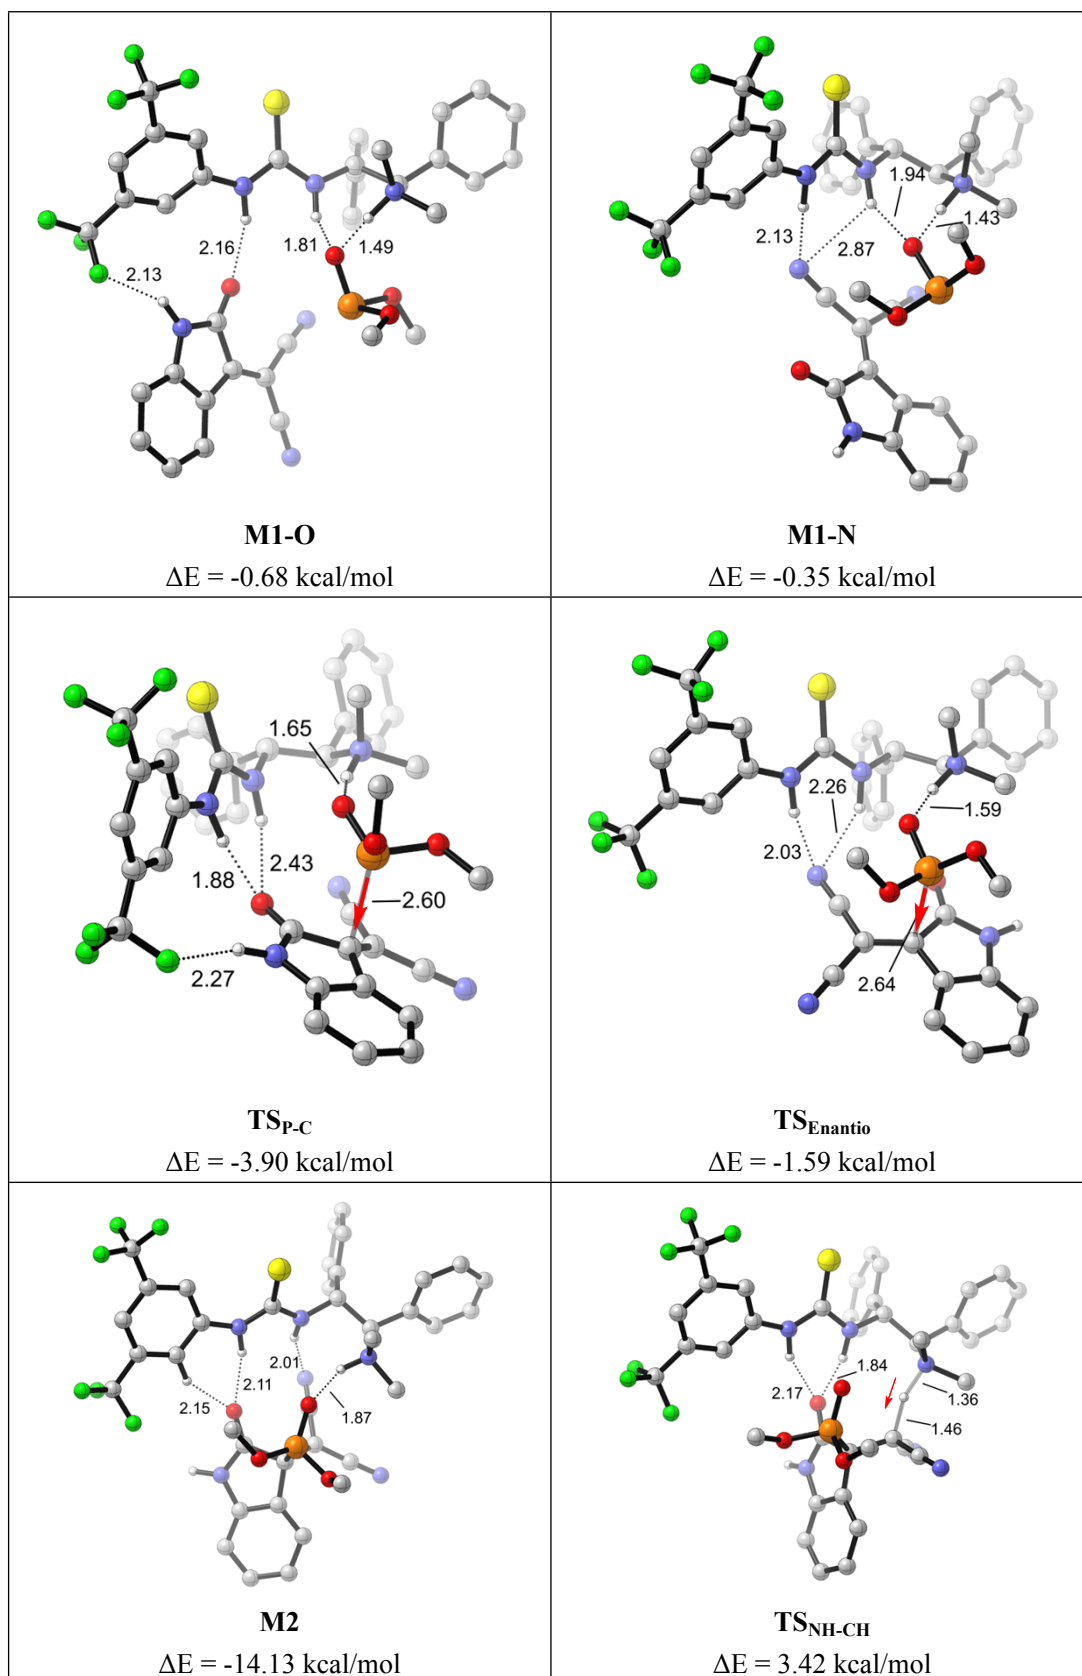 2.13
2.16
1.81
1.49
M1-O
ΔE = -0.68 kcal/mol
1.94
2.13
2.87
1.43
M1-N
ΔE = -0.35 kcal/mol
1.65
2.43
1.88
2.60
2.27
TSP-C
ΔE = -3.90 kcal/mol
2.26
1.59
2.03
2.64
TSEnantio
ΔE = -1.59 kcal/mol
2.01
2.11
2.15
1.87
M2
ΔE = -14.13 kcal/mol
1.84
2.17
1.36
1.46
TSNH-CH
ΔE = 3.42 kcal/mol